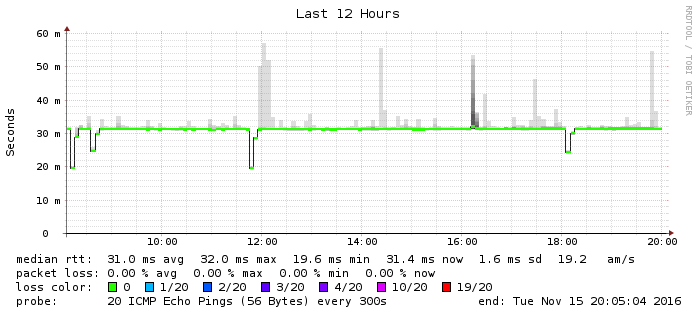 Last 12 Hours
RRDTOOL / TOBI OETIKER
Seconds
60 m
50 m
40 m
30 m
20 m
10 m
0
10:00 12:00 14:00 16:00 18:00 20:00
median rtt: 31.0 ms avg 32.0 ms max 19.6 ms min 31.4 ms now 1.6 ms sd 19.2 am/s
packet loss: 0.00 % avg 0.00 % max 0.00 % min 0.00 % now
loss color: 0 1/20 2/20 3/20 4/20 10/20 19/20
probe: 20 ICMP Echo Pings (56 Bytes) every 300s end: Tue Nov 15 20:05:04 2016